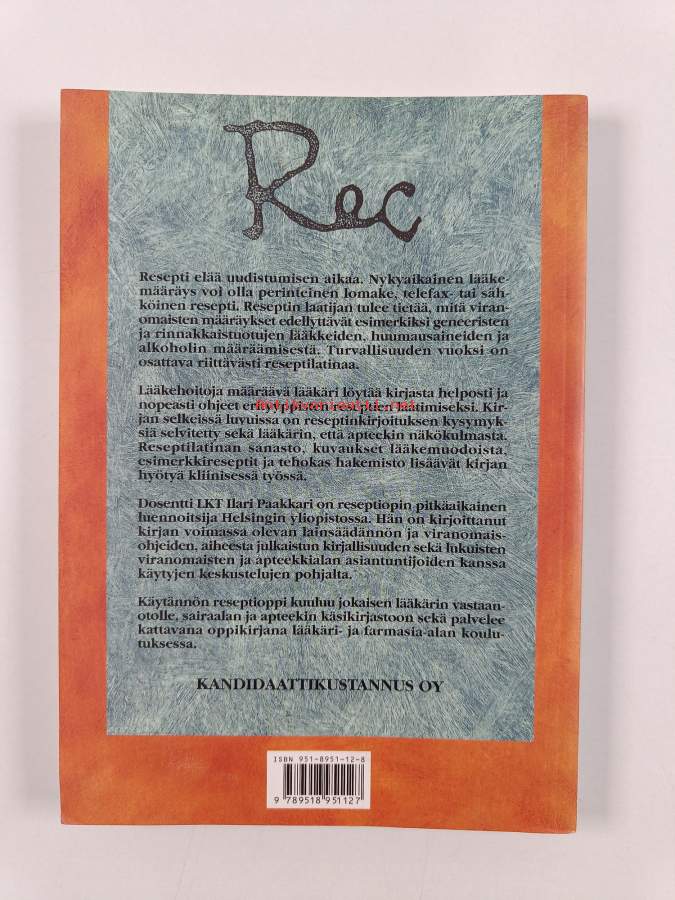 Rec
Resepti elää uudistumisen aikaa. Nykyaikainen lääke-
määräys voi olla perinteinen lomake, telefax- tai säh-
köinen resepti. Reseptin laatijan tulee tietää, mitä viran-
omaisten määräykset edellyttävät esimerkiksi geneeristen
ja rinnakkaistuotujen lääkkeiden, huumausaineiden ja
alkoholin määräämisestä. Turvallisuuden vuoksi on
osattava riittävästi reseptilatinaa.
Lääkehoitoja määräävä lääkäri löytää kirjasta helposti ja
nopeasti ohjeet erityyppisten reseptien laatimiseksi. Kir-
jan selkeissä luvuissa on reseptinkirjoituksen kysymyk-
siä selvitetty sekä lääkärin, että apteekin näkökulmasta.
Reseptilatinan sanasto, kuvaukset lääkemuodoista,
esimerkkireseptit ja tehokas hakemisto lisäävät kirjan
hyötyä kliinisessä työssä.
Dosentti LKT Ilari Paakkari on reseptiopin pitkäaikainen
luennoitsija Helsingin yliopistossa. Hän on kirjoittanut
kirjan voimassa olevan lainsäädännön ja viranomais-
ohjeiden, aiheesta julkaistun kirjallisuuden sekä lukuisten
viranomaisten ja apteekkialan asiantuntijoiden kanssa
käytyjen keskustelujen pohjalta.
Käytännön reseptioppi kuuluu jokaisen lääkärin vastaan-
otolle, sairaalan ja apteekin käsikirjastoon sekä palvelee
kattavana oppikirjana lääkäri- ja farmasia-alan koulu-
tuksessa.
KANDIDAATTIKUSTANNUS OY
ISBN 951-8951-12-8
9 789518 951127